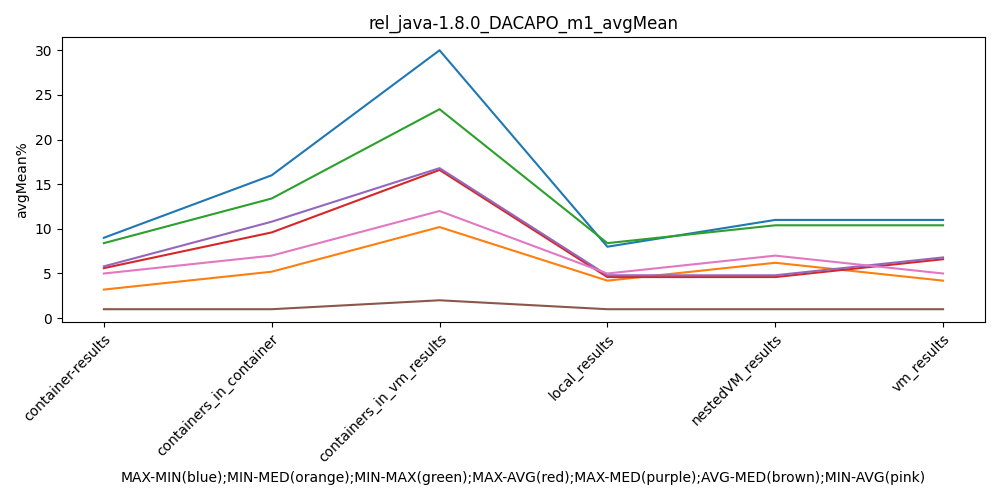 rel_java-1.8.0_DACAPO_m1_avgMean
avgMean%
30
25
20
15
10
5
0
container-results
containers_in_container
containers_in_vm_results
local_results
nestedVM_results
vm_results
MAX-MIN(blue);MIN-MED(orange);MIN-MAX(green);MAX-AVG(red);MAX-MED(purple);AVG-MED(brown);MIN-AVG(pink)